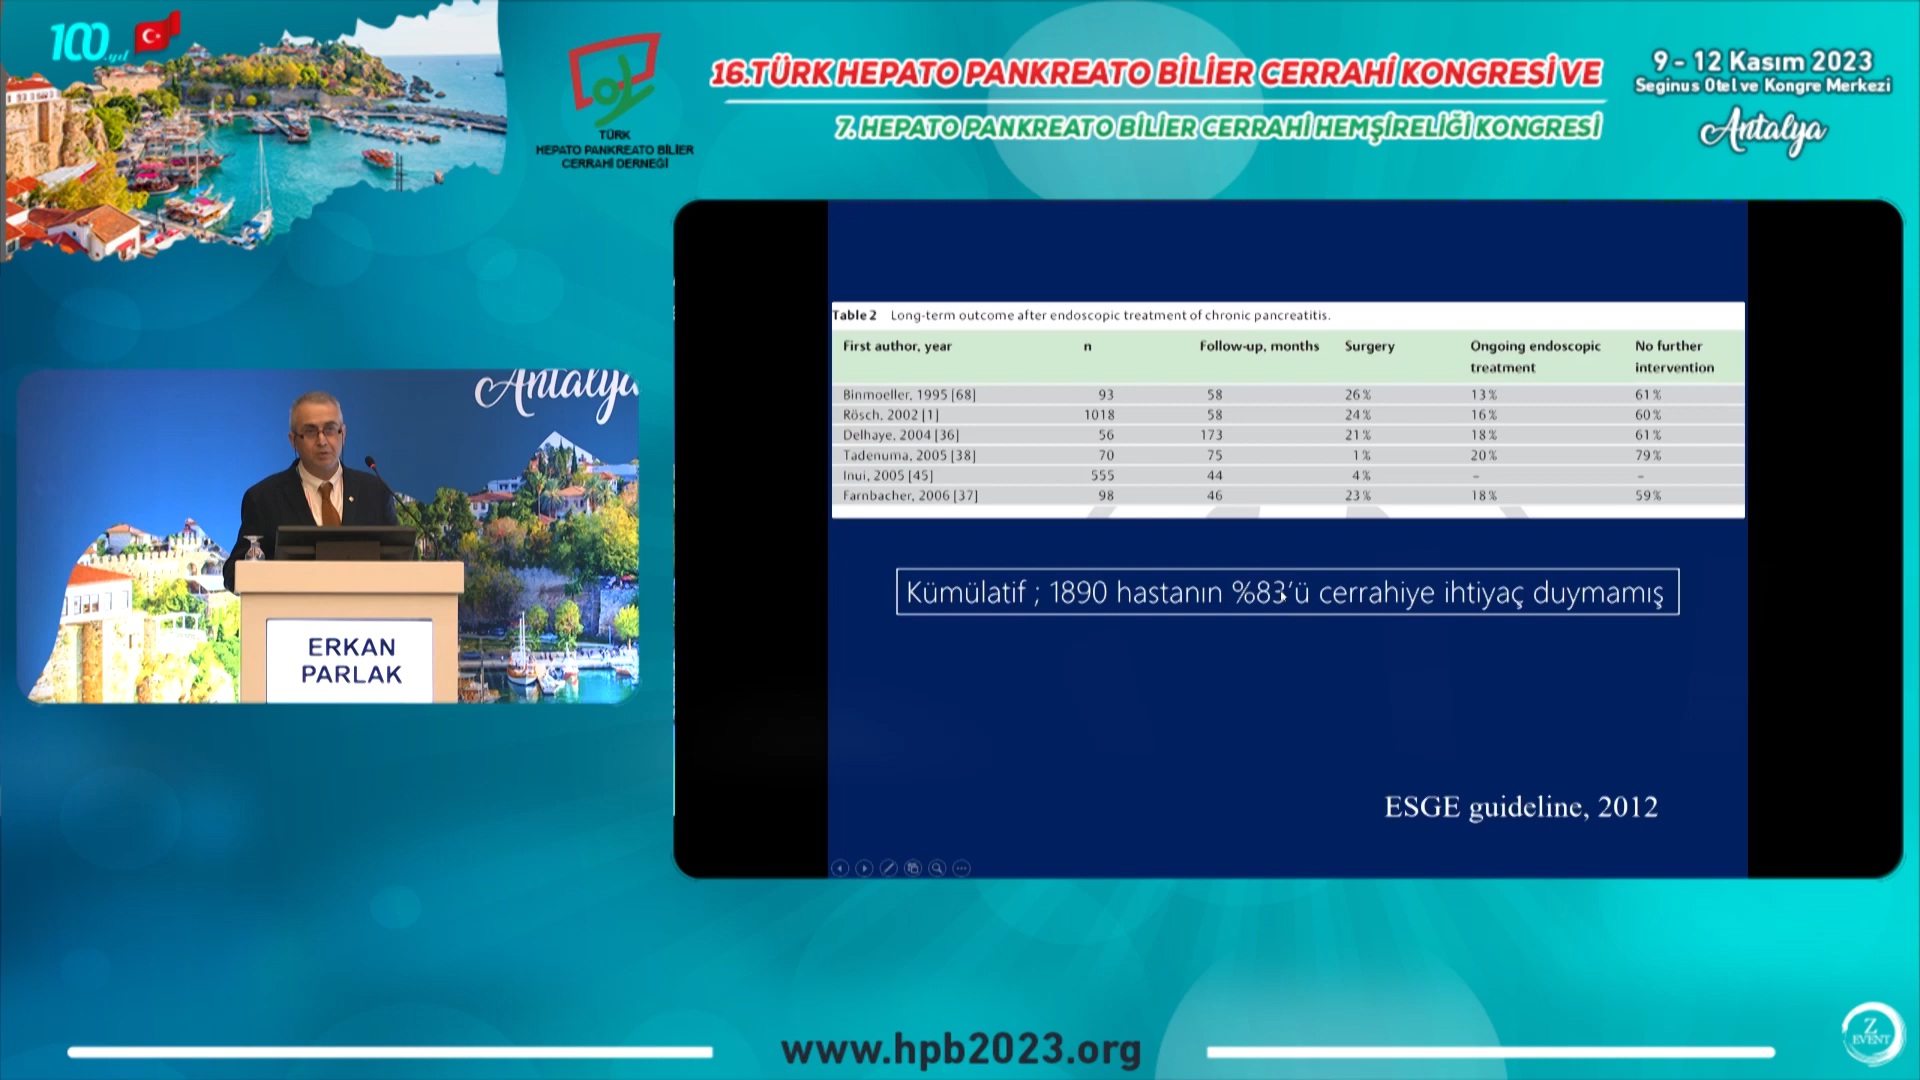 100.yıl
TÜRK
HEPATO PANKREATO BİLİER
CERRAHİ DERNEĞİ
16.TÜRK HEPATO PANKREATO BİLİER CERRAHİ KONGRESİ VE
7. HEPATO PANKREATO BİLİER CERRAHİ HEMŞİRELİĞİ KONGRESİ
9 - 12 Kasım 2023
Seginus Otel ve Kongre Merkezi
Antalya
Antalya
ERKAN
PARLAK
Table 2 Long-term outcome after endoscopic treatment of chronic pancreatitis.
First author, year n Follow-up, months Surgery Ongoing endoscopic treatment No further intervention
Binmoeller, 1995 [68] 93 58 26% 13% 61%
Rösch, 2002 [1] 1018 58 24% 16% 60%
Delhaye, 2004 [36] 56 173 21% 18% 61%
Tadenuma, 2005 [38] 70 75 1% 20% 79%
Inui, 2005 [45] 555 44 4% – –
Farnbacher, 2006 [37] 98 46 23% 18% 59%
Kümülatif ; 1890 hastanın %83’ü cerrahiye ihtiyaç duymamış
ESGE guideline, 2012
www.hpb2023.org
Z
EVENT